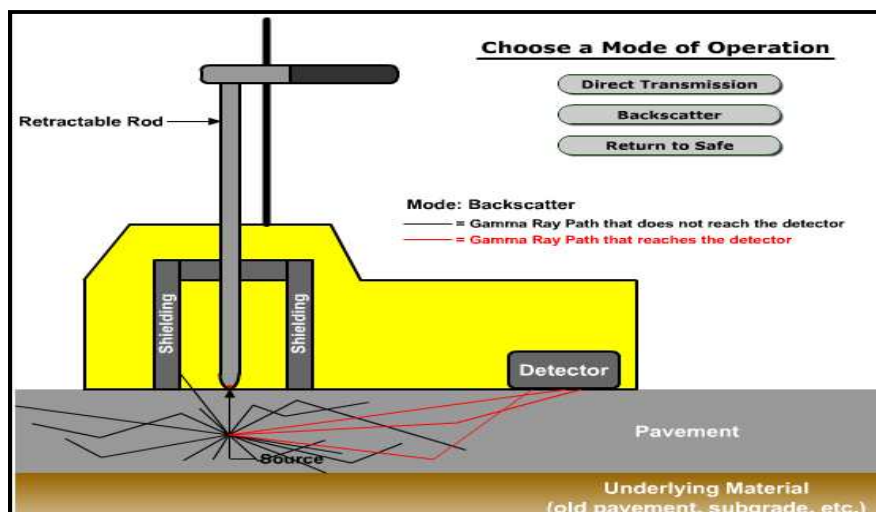 Choose a Mode of Operation
Direct Transmission
Backscatter
Return to Safe
Retractable Rod
Mode: Backscatter
= Gamma Ray Path that does not reach the detector
= Gamma Ray Path that reaches the detector
Shielding
Shielding
Detector
Pavement
Source
Underlying Material
(old pavement, subgrade, etc.)